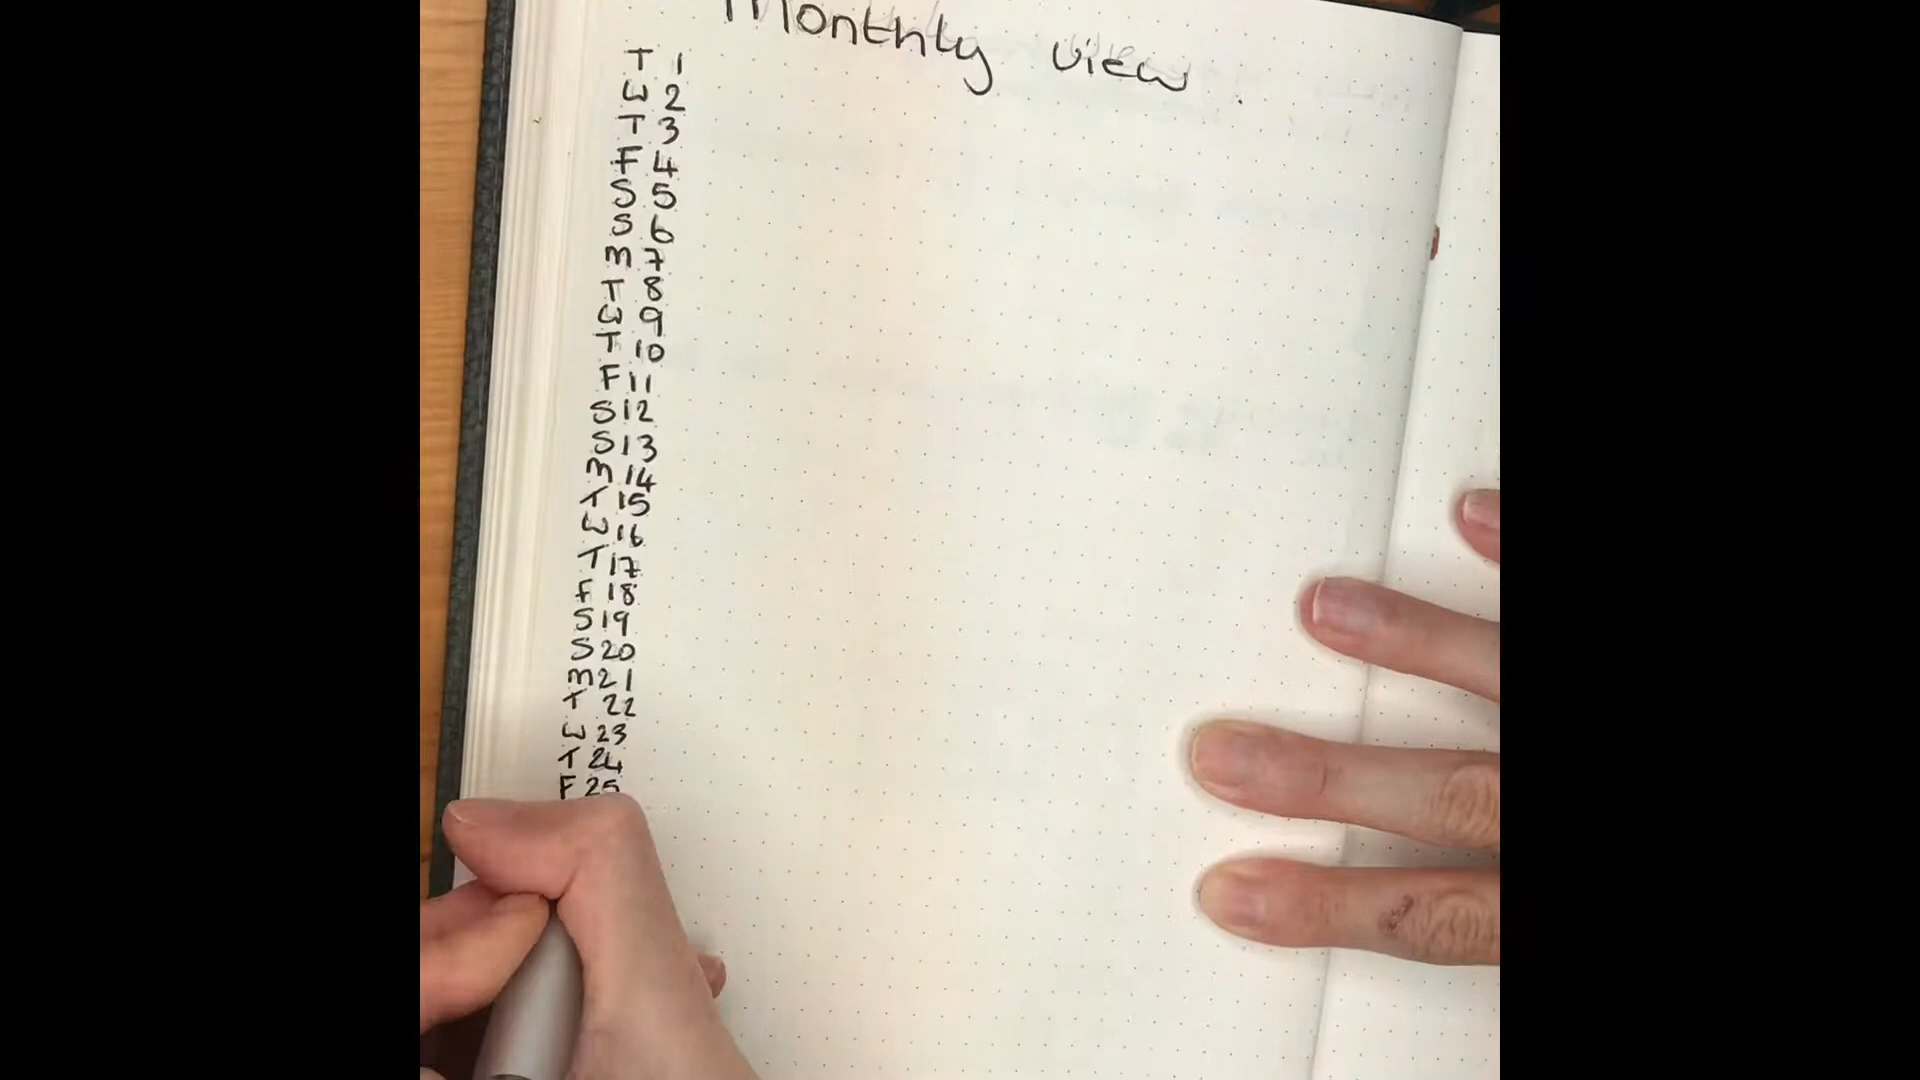 Monthly view
T 1
W 2
T 3
F 4
S 5
S 6
M 7
T 8
W 9
T 10
F 11
S 12
S 13
M 14
T 15
W 16
T 17
F 18
S 19
S 20
M 21
T 22
W 23
T 24
F 25